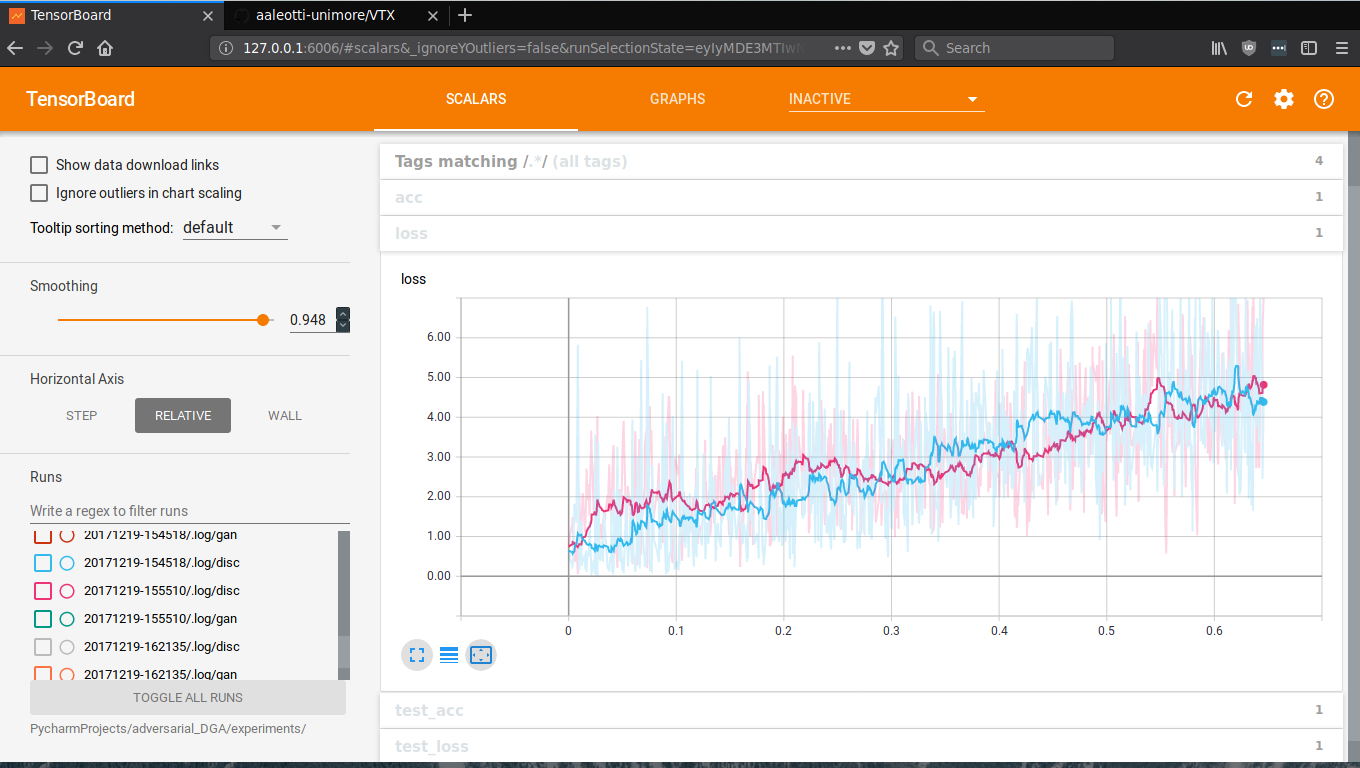 TensorBoard
aaleotti-unimore/VTX
127.0.0.1:6006/#scalars&_ignoreYOutliers=false&runSelectionState=eyIyMDE3MTIwN
Search
TensorBoard
SCALARS
GRAPHS
INACTIVE
Show data download links
Ignore outliers in chart scaling
Tooltip sorting method: default
Smoothing
0.948
Horizontal Axis
STEP
RELATIVE
WALL
Runs
Write a regex to filter runs
20171219-154518/.log/gan
20171219-154518/.log/disc
20171219-155510/.log/disc
20171219-155510/.log/gan
20171219-162135/.log/disc
20171219-162135/.log/gan
TOGGLE ALL RUNS
PycharmProjects/adversarial_DGA/experiments/
Tags matching /.*/ (all tags) 4
acc 1
loss 1
loss
6.00
5.00
4.00
3.00
2.00
1.00
0.00
0 0.1 0.2 0.3 0.4 0.5 0.6
test_acc 1
test_loss 1